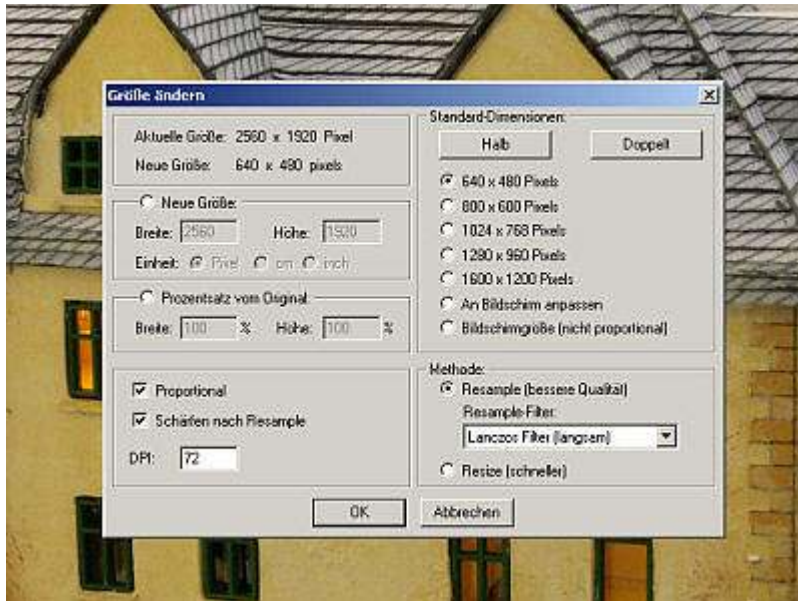 Größe ändern
Aktuelle Größe: 2560 x 1920 Pixel
Neue Größe: 640 x 480 pixels
Neue Größe:
Breite: 2560 Höhe: 1920
Einheit: Pixel cm inch
Prozentsatz vom Original:
Breite: 100 % Höhe: 100 %
Proportional
Schärfen nach Resample
DPI: 72
Standard-Dimensionen:
Halb Doppelt
640 x 480 Pixels
800 x 600 Pixels
1024 x 768 Pixels
1280 x 960 Pixels
1600 x 1200 Pixels
An Bildschirm anpassen
Bildschirmgröße (nicht proportional)
Methode:
Resample (bessere Qualität)
Resample-Filter:
Lanczos Filter (langsam)
Resize (schneller)
OK Abbrechen